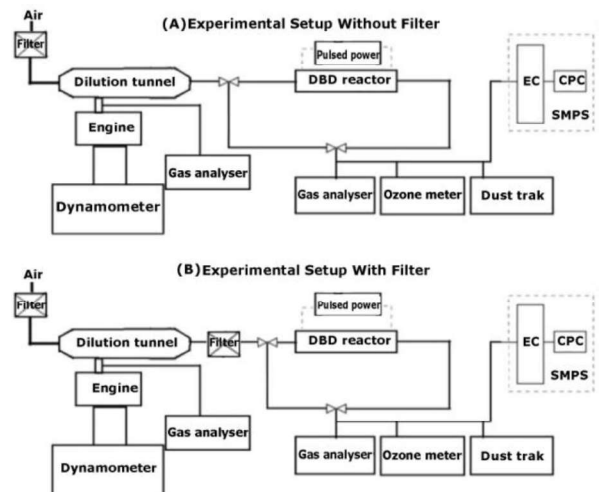 (A)Experimental Setup Without Filter
Air
Filter
Pulsed power
Dilution tunnel
DBD reactor
EC
CPC
SMPS
Engine
Gas analyser
Gas analyser
Ozone meter
Dust trak
Dynamometer
(B)Experimental Setup With Filter
Air
Filter
Pulsed power
Dilution tunnel
Filter
DBD reactor
EC
CPC
SMPS
Engine
Gas analyser
Gas analyser
Ozone meter
Dust trak
Dynamometer